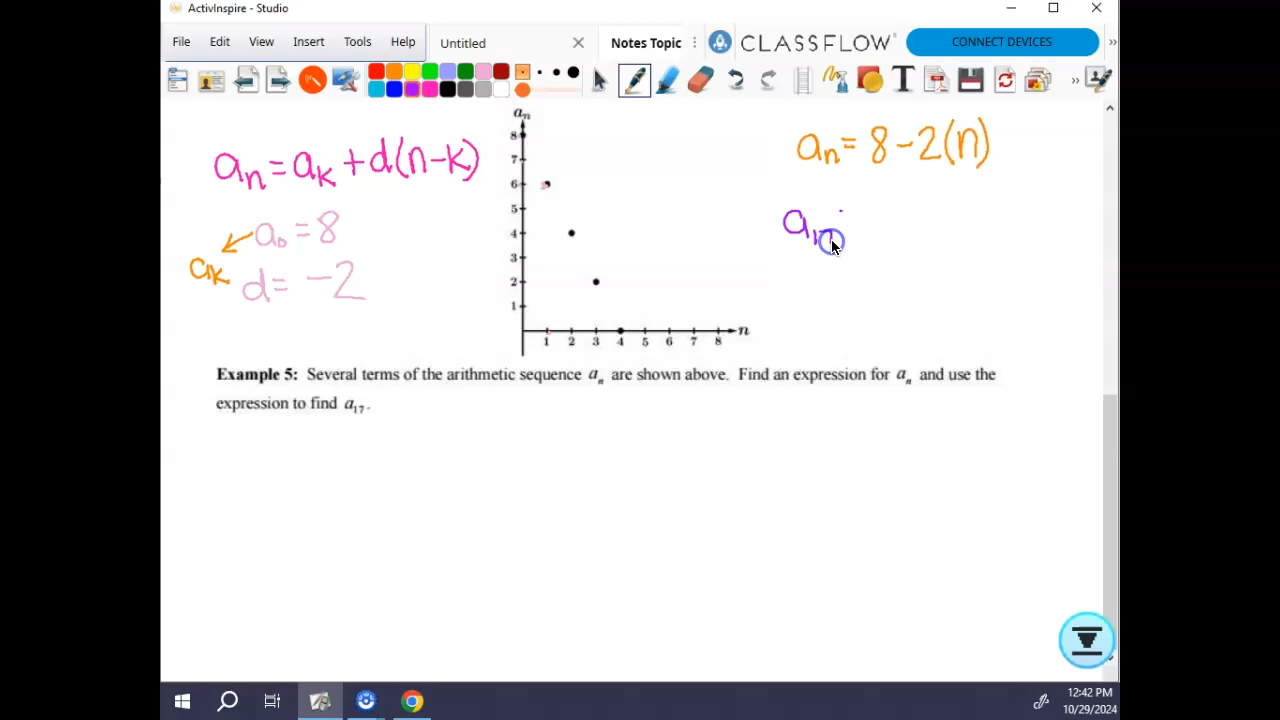 ActivInspire - Studio
File Edit View Insert Tools Help Untitled Notes Topic CLASSFLOW CONNECT DEVICES
aₙ = aₖ + d(n-k)
a₀ = 8
aₖ
d = -2
aₙ
8
7
6
5
4
3
2
1
1 2 3 4 5 6 7 8 n
aₙ = 8 - 2(n)
a₁₇
Example 5: Several terms of the arithmetic sequence aₙ are shown above. Find an expression for aₙ and use the
expression to find a₁₇.
12:42 PM
10/29/2024